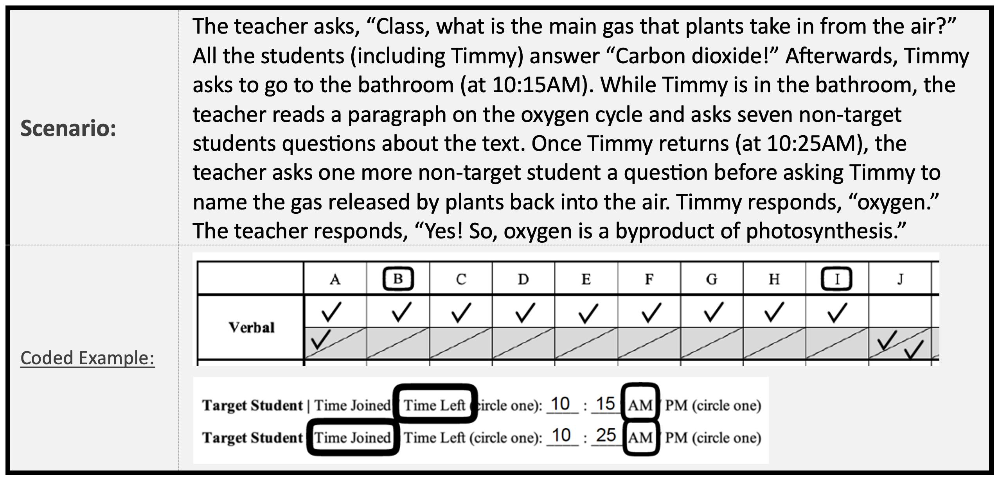 Scenario:
The teacher asks, “Class, what is the main gas that plants take in from the air?”
All the students (including Timmy) answer “Carbon dioxide!” Afterwards, Timmy
asks to go to the bathroom (at 10:15AM). While Timmy is in the bathroom, the
teacher reads a paragraph on the oxygen cycle and asks seven non-target
students questions about the text. Once Timmy returns (at 10:25AM), the
teacher asks one more non-target student a question before asking Timmy to
name the gas released by plants back into the air. Timmy responds, “oxygen.”
The teacher responds, “Yes! So, oxygen is a byproduct of photosynthesis.”
Coded Example:
A B C D E F G H I J
Verbal ✓ ✓ ✓ ✓ ✓ ✓ ✓ ✓ ✓
✓ ✓ ✓
Target Student | Time Joined Time Left (circle one): 10 : 15 AM / PM (circle one)
Target Student Time Joined Time Left (circle one): 10 : 25 AM / PM (circle one)